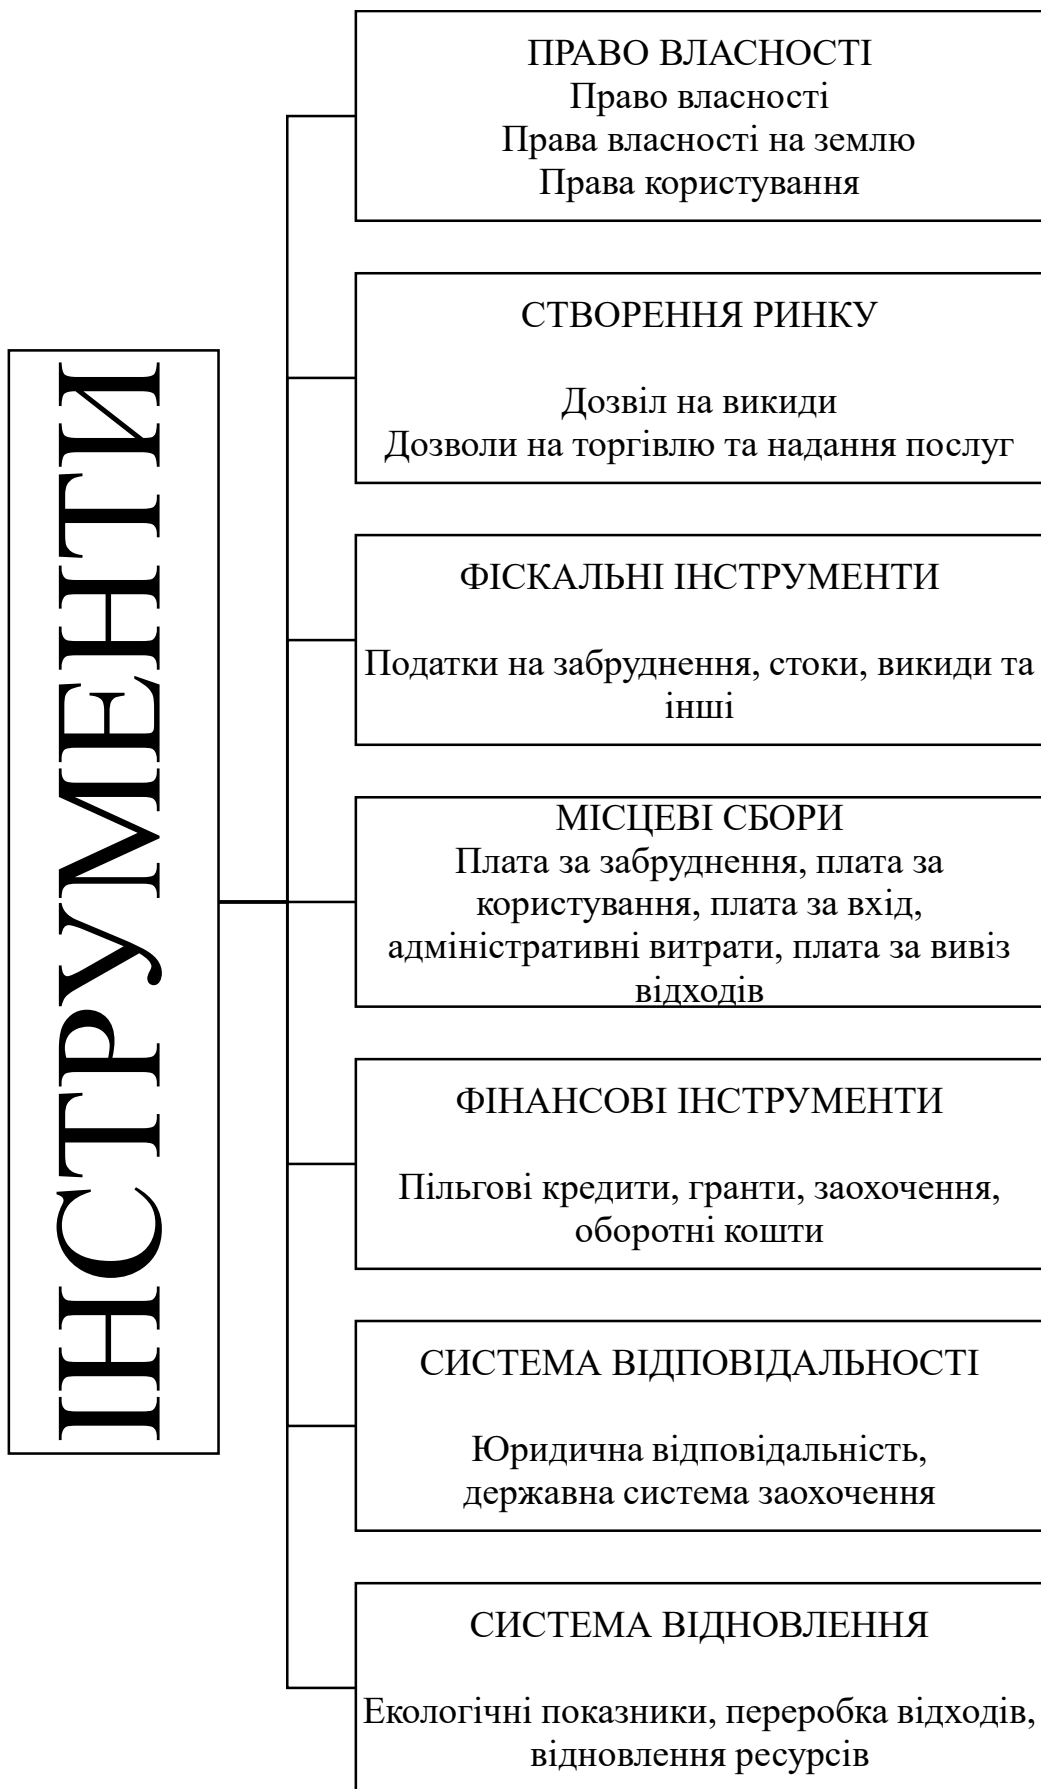 ІНСТРУМЕНТИ
ПРАВО ВЛАСНОСТІ
Право власності
Права власності на землю
Права користування
СТВОРЕННЯ РИНКУ
Дозвіл на викиди
Дозволи на торгівлю та надання послуг
ФІСКАЛЬНІ ІНСТРУМЕНТИ
Податки на забруднення, стоки, викиди та
інші
МІСЦЕВІ СБОРИ
Плата за забруднення, плата за
користування, плата за вхід,
адміністративні витрати, плата за вивіз
відходів
ФІНАНСОВІ ІНСТРУМЕНТИ
Пільгові кредити, гранти, заохочення,
оборотні кошти
СИСТЕМА ВІДПОВІДАЛЬНОСТІ
Юридична відповідальність,
державна система заохочення
СИСТЕМА ВІДНОВЛЕННЯ
Екологічні показники, переробка відходів,
відновлення ресурсів